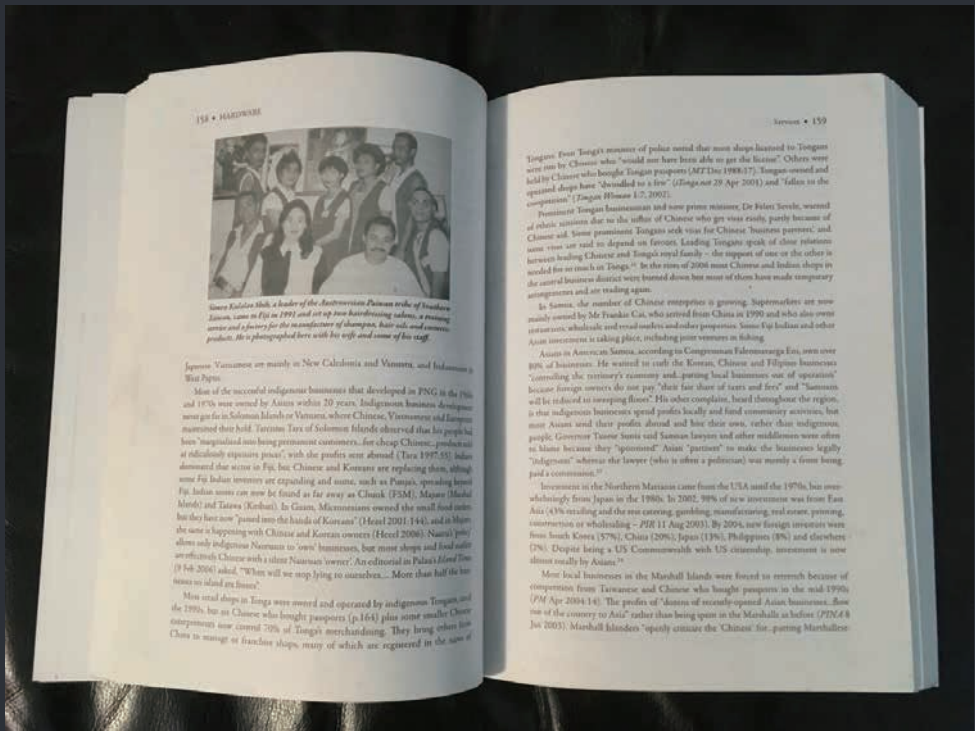 158 • HARDWARE
Simon Kulalan Shih, a leader of the Austronesian Paiwan tribe of Southern
Taiwan, came to Fiji in 1991 and set up two hairdressing salons, a training
service and a factory for the manufacture of shampoo, hair oils and cosmetic
products. He is photographed here with his wife and some of his staff.
Japanese Vietnamese are mainly in New Caledonia and Vanuatu, and Indonesians in
West Papua.
Most of the successful indigenous businesses that developed in PNG in the 1960s
and 1970s were owned by Asians within 20 years. Indigenous business develop-
ment got far in Solomon Islands or Vanuatu, where Chinese, Vietnamese and European
maintained their hold. Tarcisius Tara of Solomon Islands observed that his people had
been "marginalised into being permanent customers...for cheap Chinese...products sold
at ridiculously expensive prices", with the profits sent abroad (Tara 1997:55). Indians
dominated that sector in Fiji, but Chinese and Koreans are replacing them, although
some Fiji Indian investors are expanding and some, such as Punja's, spreading beyond
Fiji. Indian stores can now be found as far away as Chuuk (FSM), Majuro (Marshall
Islands) and Tarawa (Kiribati). In Guam, Micronesians owned the small food outlets
but they have now "passed into the hands of Koreans" (Hezel 2001:144), and in Majuro
the same is happening with Chinese and Korean owners (Hezel 2006). Nauru's 'policy'
allows only indigenous Nauruans to 'own' businesses, but most shops and food outlets
are effectively Chinese with a silent Nauruan 'owner'. An editorial in Palau's Island Times
(9 Feb 2006) asked, "When will we stop lying to ourselves... More than half the busi-
nesses on island are fronts".
Most retail shops in Tonga were owned and operated by indigenous Tongans until
the 1990s, but six Chinese who bought passports (p.164) plus some smaller Chinese
entrepreneurs now control 70% of Tonga's merchandising. They bring others from
China to manage or franchise shops, many of which are registered in the name of
Services • 159
Tongans. Even Tonga's minister of police noted that most shops licensed to Tongans
were run by Chinese who "would not have been able to get the license". Others were
held by Chinese who bought Tongan passports (MT Dec 1988:17). Tongan-owned and
operated shops have "dwindled to a few" (Tonga.net 29 Apr 2001) and "fallen to the
competition" (Tongan Woman 1:7, 2002).
Prominent Tongan businessman and now prime minister, Dr Feleti Sevele, warned
of ethnic tensions due to the influx of Chinese who get visas easily, partly because of
Chinese aid. Some prominent Tongans seek visas for Chinese 'business partners', and
some visas are said to depend on favours. Leading Tongans speak of close relations
between leading Chinese and Tonga's royal family – the support of one or the other is
needed for so much in Tonga. In the riots of 2006 most Chinese and Indian shops in
the central business district were burned down but most of them have made temporary
arrangements and are trading again.
In Samoa, the number of Chinese enterprises is growing. Supermarkets are now
mainly owned by Mr Frankie Cai, who arrived from China in 1990 and who also owns
restaurants, wholesale and retail outlets and other properties. Some Fiji Indian and other
Asian investment is taking place, including joint ventures in fishing.
Asians in American Samoa, according to Congressman Faleomavaega Eni, own over
80% of businesses. He wanted to curb the Korean, Chinese and Filipino businesses
"controlling the territory's economy and...putting local businesses out of operation"
because foreign owners do not pay "their fair share of taxes and fees" and "Samoans
will be reduced to sweeping floors". His other complaint, heard throughout the region,
is that indigenous businesses spend profits locally and fund community activities, but
most Asians send their profits abroad and hire their own, rather than indigenous,
people. Governor Tauese Sunia said Samoan lawyers and other middlemen were often
to blame because they "sponsored" Asian "partners" to make the businesses legally
"indigenous" whereas the lawyer (who is often a politician) was merely a front being
paid a commission.
Investment in the Northern Marianas came from the USA until the 1970s, but over-
whelmingly from Japan in the 1980s. In 2002, 98% of new investment was from East
Asia (43% retailing and the rest catering, gambling, manufacturing, real estate, printing,
construction or wholesaling – PIR 11 Aug 2003). By 2004, new foreign investors were
from South Korea (57%), China (20%), Japan (13%), Philippines (8%) and elsewhere
(2%). Despite being a US Commonwealth with US citizenship, investment is now
almost totally by Asians.
Most local businesses in the Marshall Islands were forced to retrench because of
competition from Taiwanese and Chinese who bought passports in the mid-1990s
(PM Apr 2004:14). The profits of "dozens of recently-opened Asian businesses...flow
out of the country to Asia" rather than being spent in the Marshalls as before (PINA 8
Jun 2003). Marshall Islanders "openly criticize the 'Chinese' for...putting Marshallese